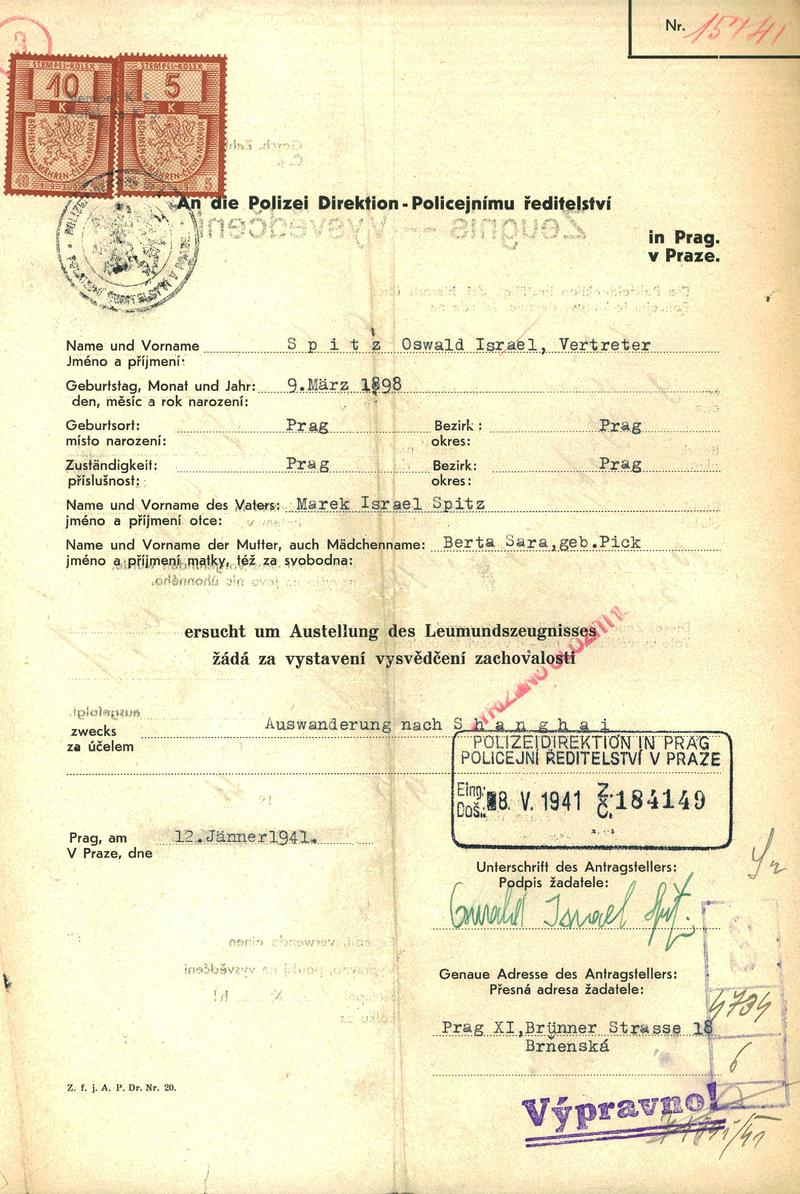 Nr. 15741
STEMPEL-KOLEK STEMPEL-KOLEK
10 5
K K
An die Polizei Direktion - Policejnímu ředitelství
in Prag.
v Praze.
Name und Vorname S p i t z Oswald Israel, Vertreter
Jméno a příjmení:
Geburtstag, Monat und Jahr: 9.März 1898
den, měsíc a rok narození:
Geburtsort: Prag Bezirk: Prag
místo narození: okres:
Zuständigkeit: Prag Bezirk: Prag
příslušnost: okres:
Name und Vorname des Vaters: Marek Israel Spitz
jméno a příjmení otce:
Name und Vorname der Mutter, auch Mädchenname: Berta Sara,geb.Pick
jméno a příjmení matky, též za svobodna:
ersucht um Austellung des Leumundszeugnisses
žádá za vystavení vysvědčení zachovalosti
zwecks Auswanderung nach S h a n g h a i
za účelem
POLIZEIDIREKTION IN PRAG
POLICEJNÍ ŘEDITELSTVÍ V PRAZE
Eing.: 8. V. 1941 Z. 184149
Doš.: Č.
Prag, am 12.Jänner1941.
V Praze, dne
Unterschrift des Antragstellers:
Podpis žadatele:
Oswald Israel Spitz.
Genaue Adresse des Antragstellers:
Přesná adresa žadatele:
4734
Prag XI,Brünner Strasse 18
Brněnská
6
Z. f. j. A. P. Dr. Nr. 20.
Výpravno!